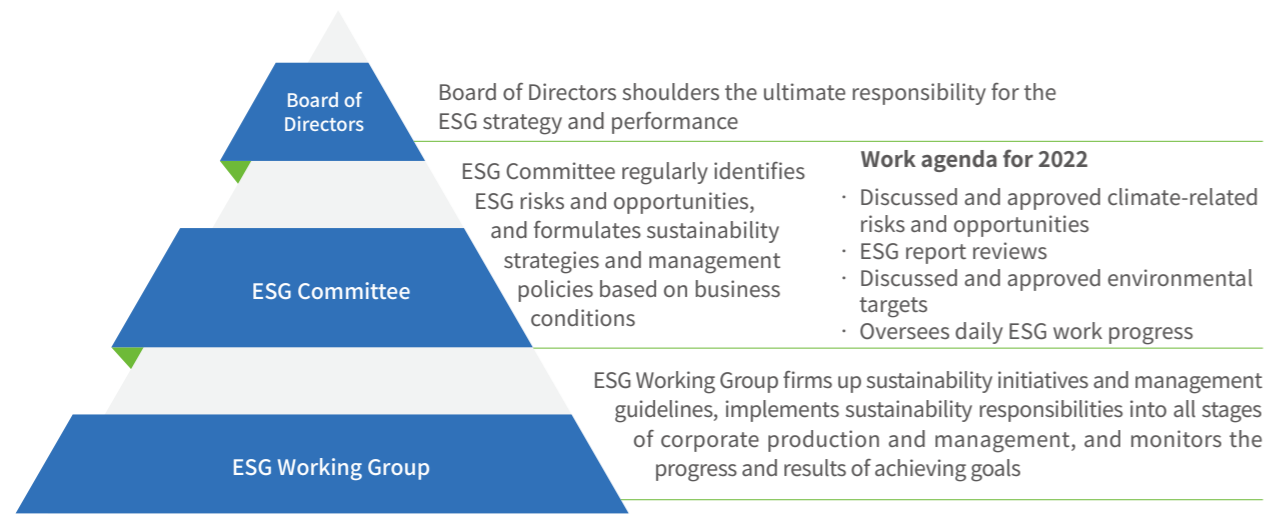 Board of
Directors
Board of Directors shoulders the ultimate responsibility for the
ESG strategy and performance
ESG Committee
ESG Committee regularly identifies
ESG risks and opportunities,
and formulates sustainability
strategies and management
policies based on business
conditions
Work agenda for 2022
· Discussed and approved climate-related
risks and opportunities
· ESG report reviews
· Discussed and approved environmental
targets
· Oversees daily ESG work progress
ESG Working Group
ESG Working Group firms up sustainability initiatives and management
guidelines, implements sustainability responsibilities into all stages
of corporate production and management, and monitors the
progress and results of achieving goals